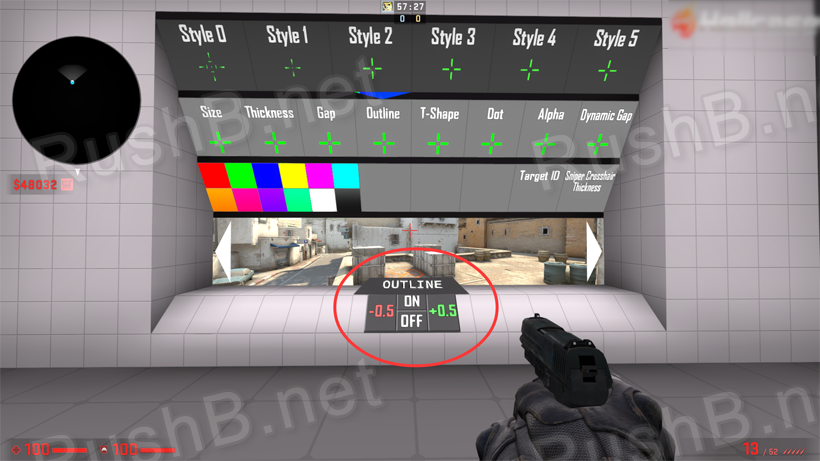 57:27
0 0
Style 0 Style 1 Style 2 Style 3 Style 4 Style 5
Size Thickness Gap Outline T-Shape Dot Alpha Dynamic Gap
$48032
Target ID Sniper Crosshair
Thickness
OUTLINE
-0.5 ON +0.5
OFF
100 100 13 / 52
RushB.net
RushB.n
RushB.net
RushB.n